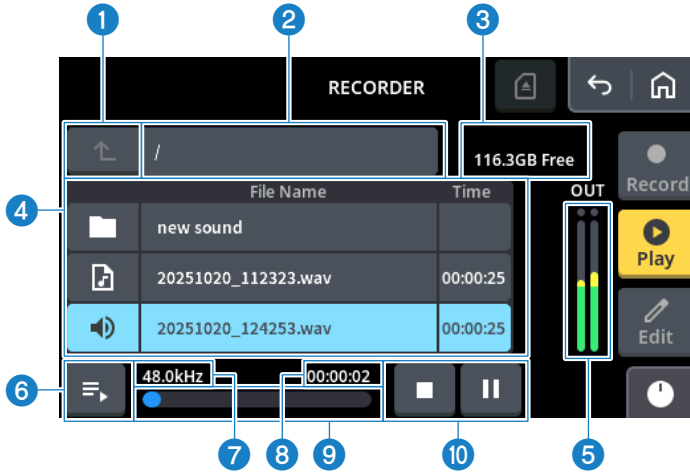 1 2 3
RECORDER
/
116.3GB Free
Record
4
File Name Time
OUT
new sound
Play
20251020_112323.wav 00:00:25
20251020_124253.wav 00:00:25
Edit
6
48.0kHz 00:00:02
7 8 9 10 5